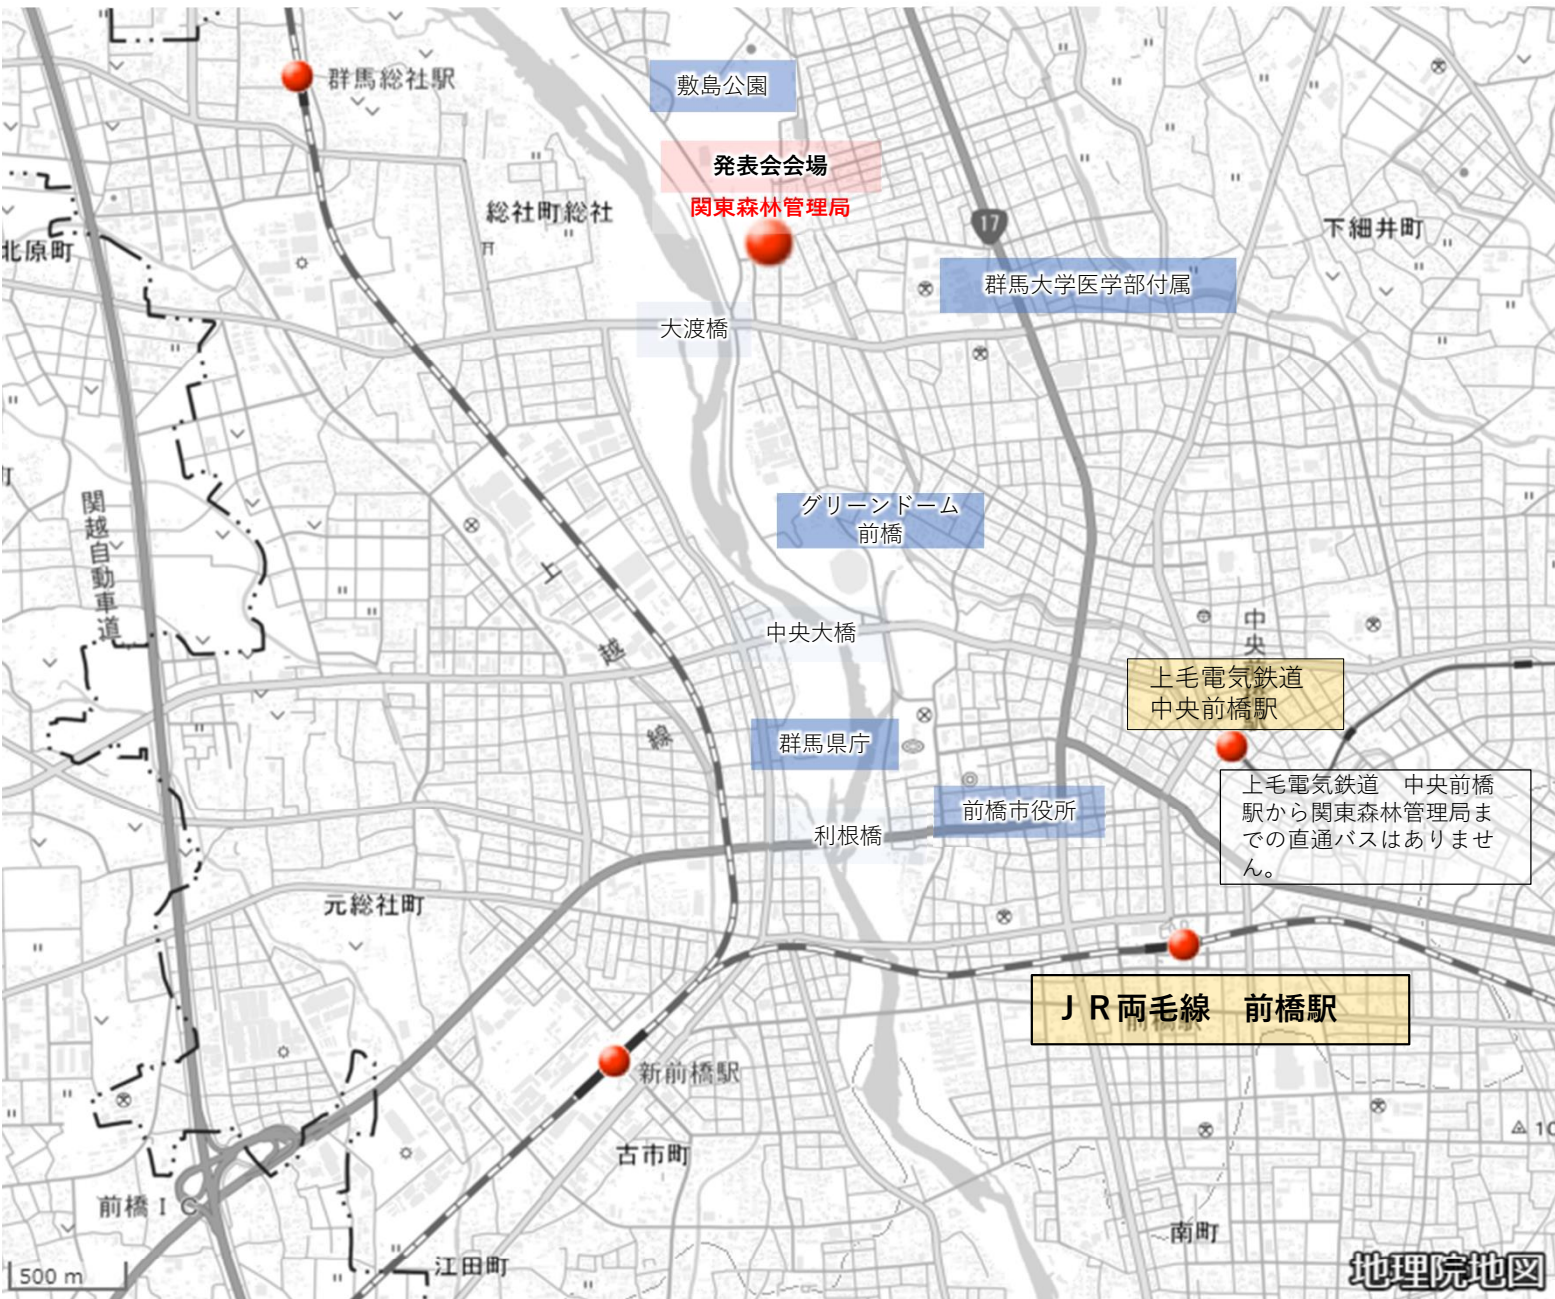 群馬総社駅
敷島公園
発表会会場
関東森林管理局
総社町総社
17
下細井町
北原町
群馬大学医学部付属
大渡橋
町
関越自動車道
グリーンドーム
前橋
上越線
中央大橋
中央前橋駅
上毛電気鉄道
中央前橋駅
群馬県庁
上毛電気鉄道　中央前橋
駅から関東森林管理局ま
での直通バスはありませ
ん。
前橋市役所
利根橋
元総社町
ＪＲ両毛線　前橋駅
前橋駅
新前橋駅
古市町
前橋ＩＣ
南町
江田町
500 m
地理院地図